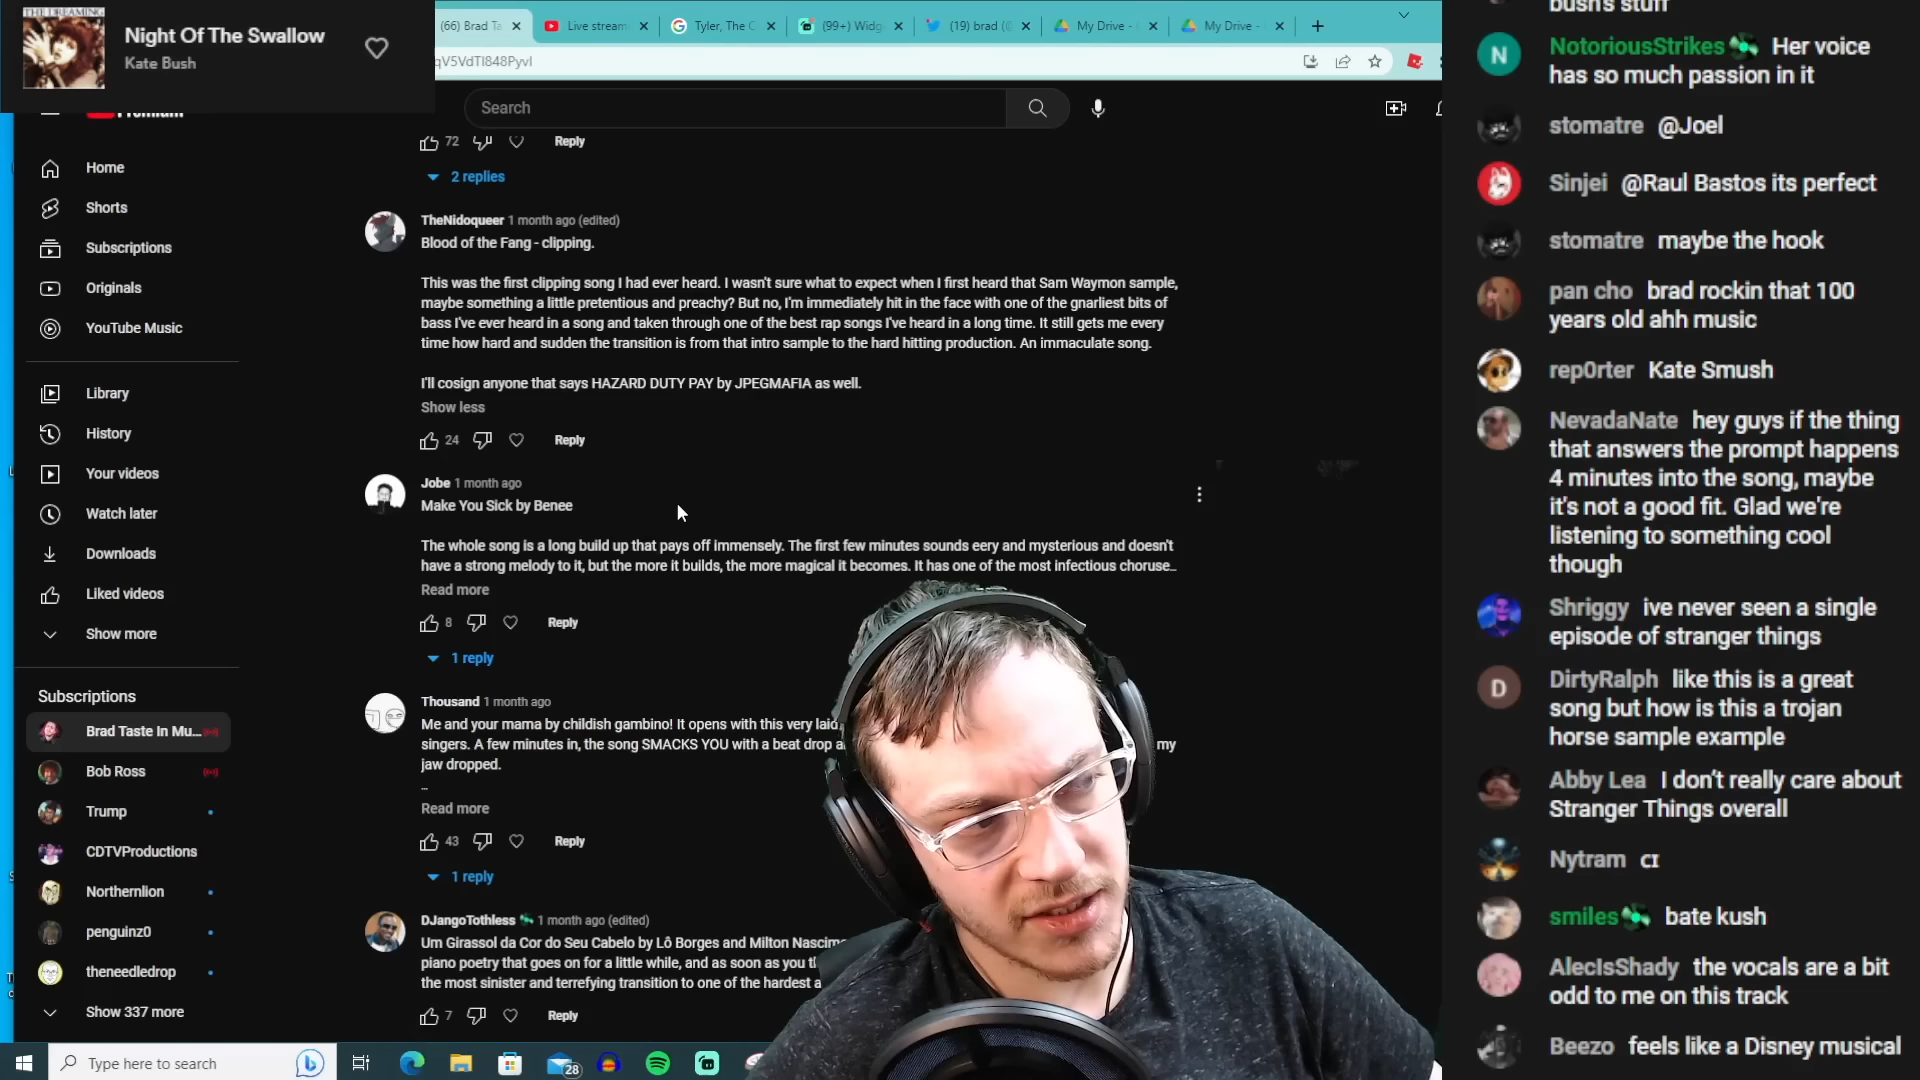 THE DREAMING
Night Of The Swallow
Kate Bush
(66) Brad Ta
Live stream
Tyler, The C
(99+) Widg
(19) brad (
My Drive -
My Drive -
qV5VdTI848PyvI
Premium
Search
Home
Shorts
Subscriptions
Originals
YouTube Music
Library
History
Your videos
Watch later
Downloads
Liked videos
Show more
Subscriptions
Brad Taste In Mu...
Bob Ross
Trump
CDTVProductions
Northernlion
penguinz0
theneedledrop
Show 337 more
72
Reply
2 replies
TheNidoqueer 1 month ago (edited)
Blood of the Fang - clipping.
This was the first clipping song I had ever heard. I wasn't sure what to expect when I first heard that Sam Waymon sample,
maybe something a little pretentious and preachy? But no, I'm immediately hit in the face with one of the gnarliest bits of
bass I've ever heard in a song and taken through one of the best rap songs I've heard in a long time. It still gets me every
time how hard and sudden the transition is from that intro sample to the hard hitting production. An immaculate song.
I'll cosign anyone that says HAZARD DUTY PAY by JPEGMAFIA as well.
Show less
24
Reply
Jobe 1 month ago
Make You Sick by Benee
The whole song is a long build up that pays off immensely. The first few minutes sounds eery and mysterious and doesn't
have a strong melody to it, but the more it builds, the more magical it becomes. It has one of the most infectious choruse...
Read more
8
Reply
1 reply
Thousand 1 month ago
Me and your mama by childish gambino! It opens with this very laid
singers. A few minutes in, the song SMACKS YOU with a beat drop a my
jaw dropped.
...
Read more
43
Reply
1 reply
DJangoTothless 1 month ago (edited)
Um Girassol da Cor do Seu Cabelo by Lô Borges and Milton Nascim
piano poetry that goes on for a little while, and as soon as you
the most sinister and terrefying transition to one of the hardest a
7
Reply
Type here to search
28
bush's stuff
N
NotoriousStrikes Her voice
has so much passion in it
stomatre @Joel
Sinjei @Raul Bastos its perfect
stomatre maybe the hook
pan cho brad rockin that 100
years old ahh music
rep0rter Kate Smush
NevadaNate hey guys if the thing
that answers the prompt happens
4 minutes into the song, maybe
it's not a good fit. Glad we're
listening to something cool
though
Shriggy ive never seen a single
episode of stranger things
D
DirtyRalph like this is a great
song but how is this a trojan
horse sample example
Abby Lea I don't really care about
Stranger Things overall
Nytram cɪ
smiles bate kush
AlecIsShady the vocals are a bit
odd to me on this track
Beezo feels like a Disney musical